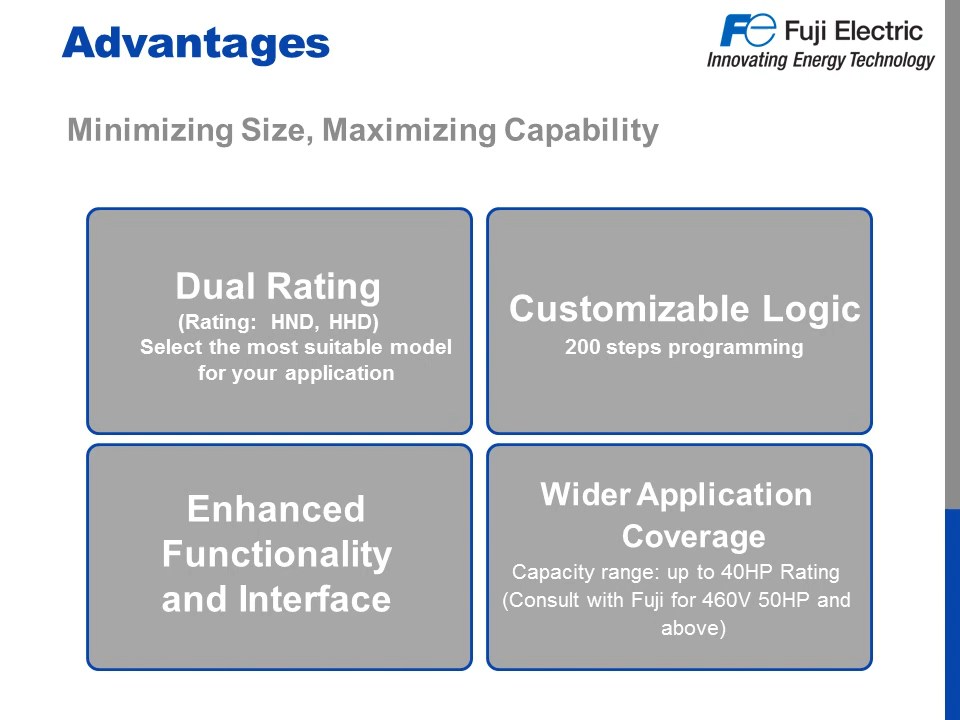 Advantages
Fuji Electric
Innovating Energy Technology
Minimizing Size, Maximizing Capability
Dual Rating
(Rating: HND, HHD)
Select the most suitable model
for your application
Customizable Logic
200 steps programming
Enhanced
Functionality
and Interface
Wider Application
Coverage
Capacity range: up to 40HP Rating
(Consult with Fuji for 460V 50HP and
above)